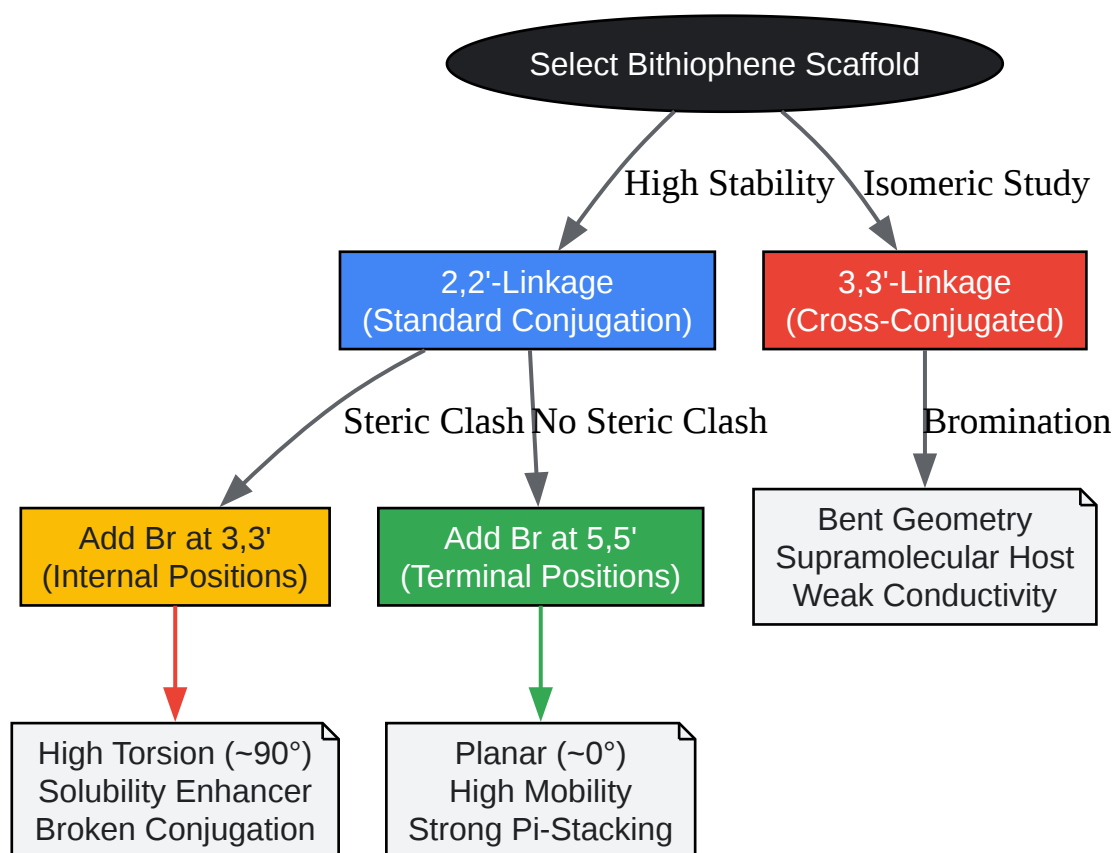 Select Bithiophene Scaffold
High Stability
Isomeric Study
2,2'-Linkage
(Standard Conjugation)
3,3'-Linkage
(Cross-Conjugated)
Steric Clash
No Steric Clash
Bromination
Add Br at 3,3'
(Internal Positions)
Add Br at 5,5'
(Terminal Positions)
Bent Geometry
Supramolecular Host
Weak Conductivity
High Torsion (~90°)
Solubility Enhancer
Broken Conjugation
Planar (~0°)
High Mobility
Strong Pi-Stacking